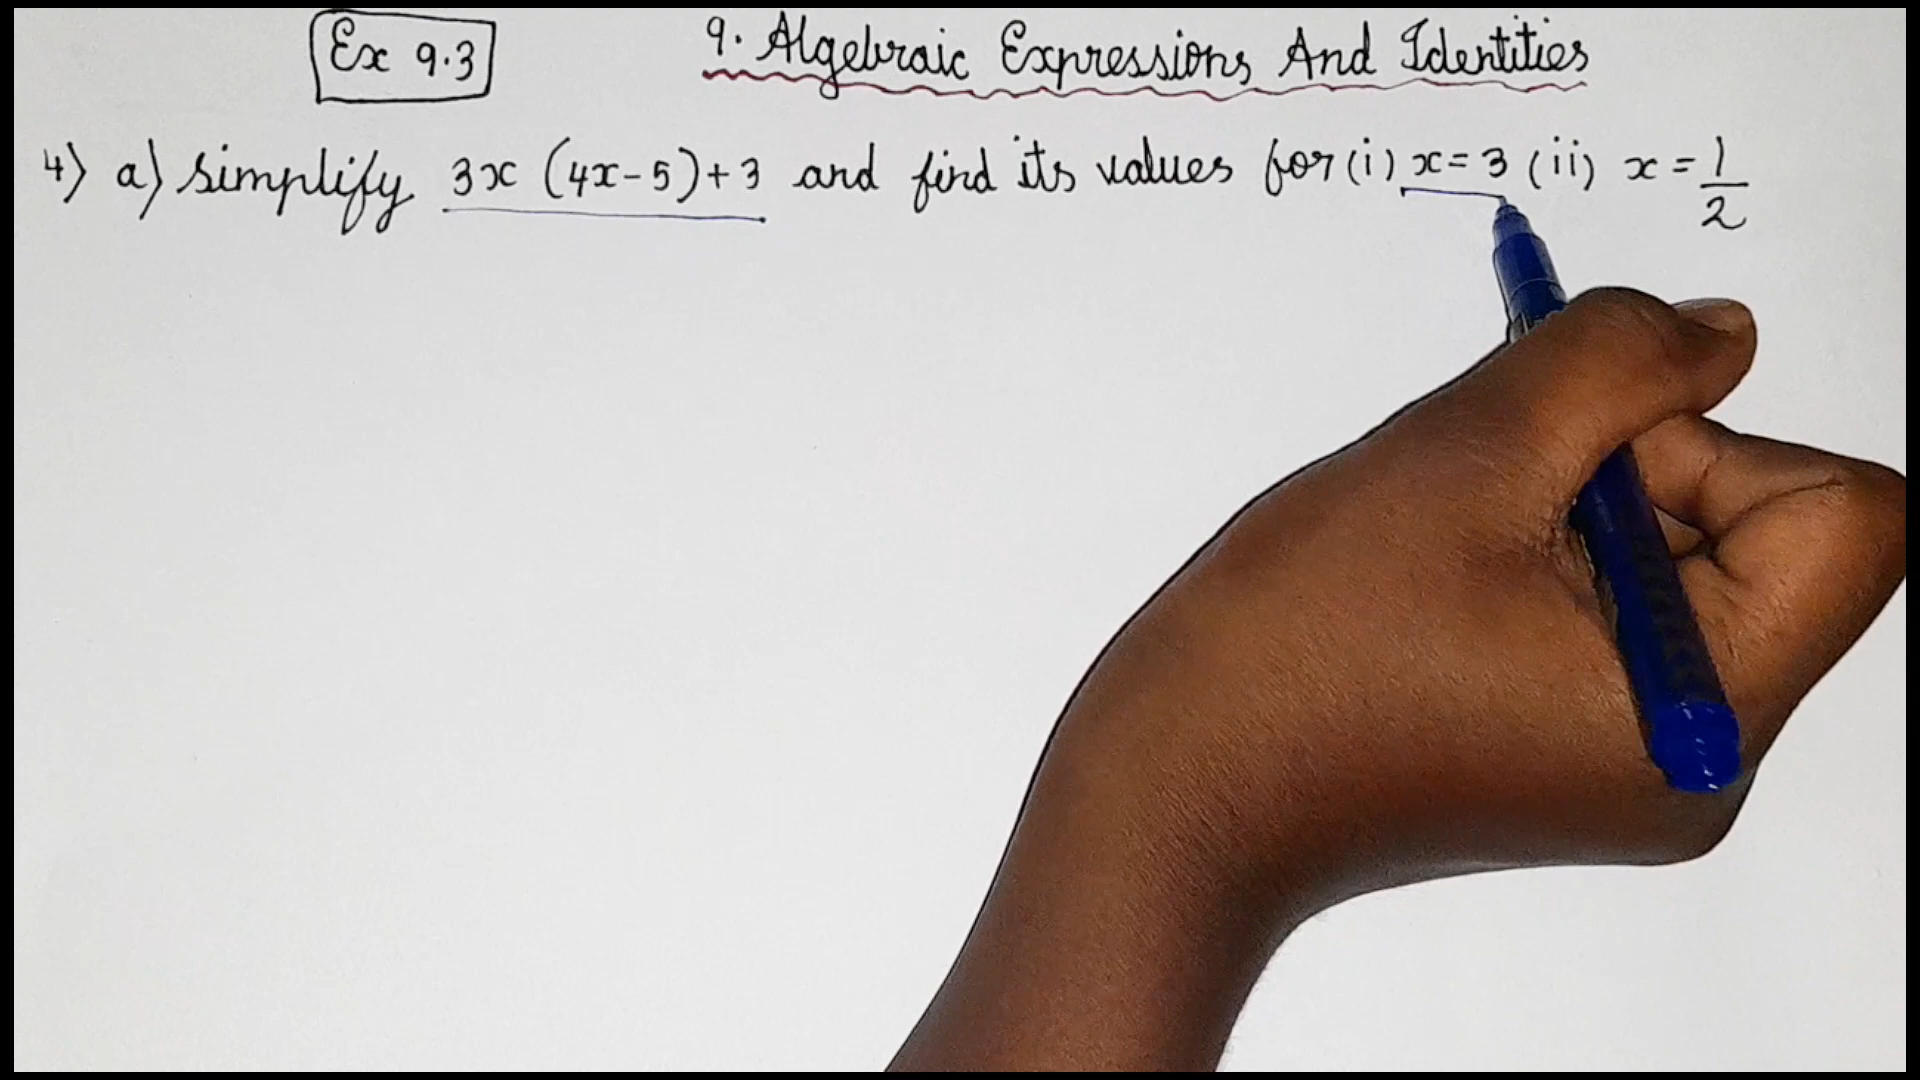 Ex 9.3
9. Algebraic Expressions And Identities
4) a) simplify 3x (4x-5)+3 and find its values for (i) x=3 (ii) x = 1/2